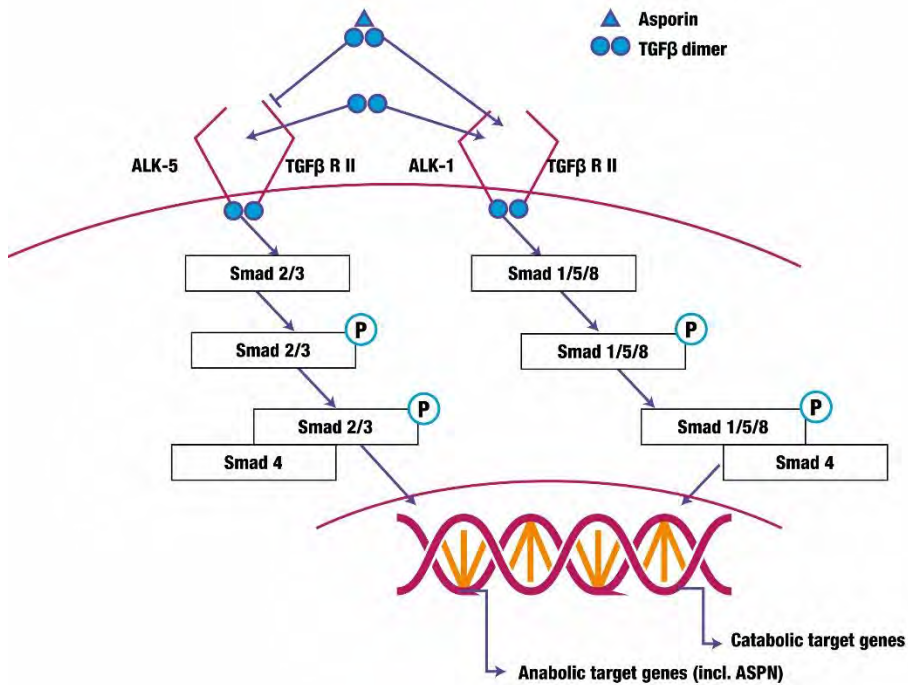 Asporin
TGFβ dimer
ALK-5
TGFβ R II
ALK-1
TGFβ R II
Smad 2/3
Smad 1/5/8
P
Smad 2/3
P
Smad 1/5/8
P
Smad 2/3
P
Smad 1/5/8
Smad 4
Smad 4
Catabolic target genes
Anabolic target genes (incl. ASPN)